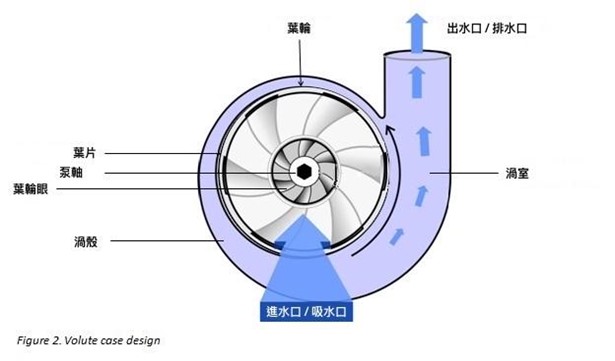 葉輪
出水口 / 排水口
葉片
泵軸
渦室
葉輪眼
渦殼
進水口 / 吸水口
Figure 2. Volute case design